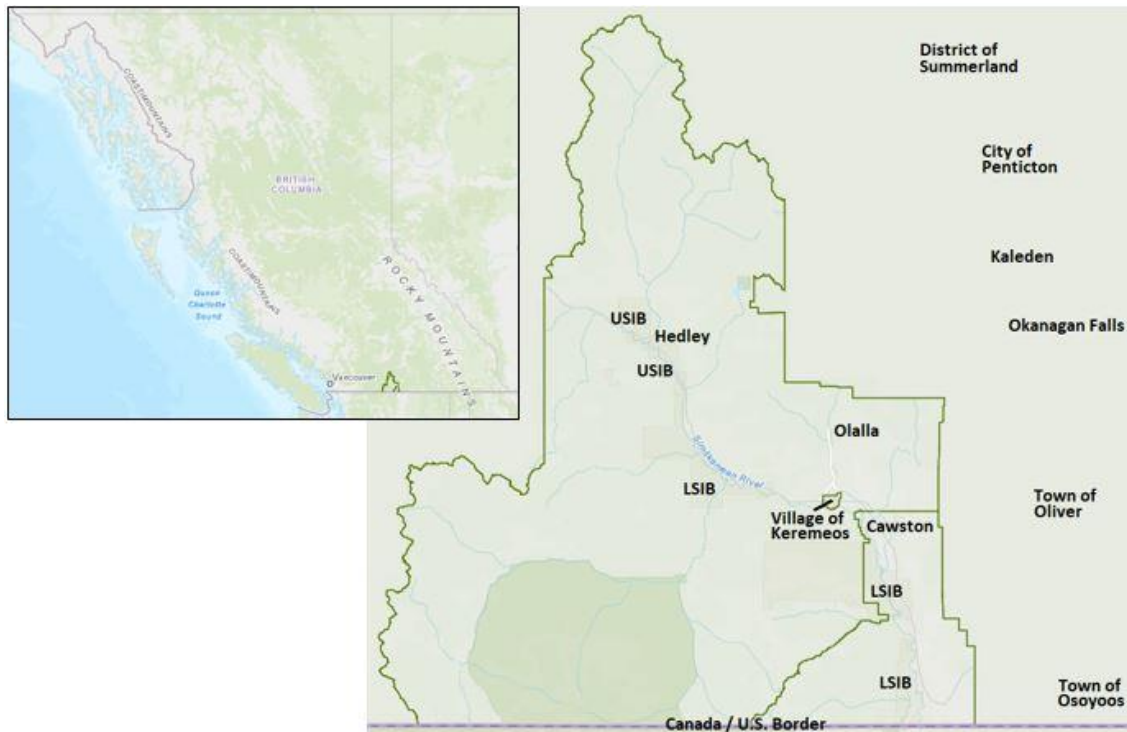 COAST MOUNTAINS
BRITISH
COLUMBIA
COAST MOUNTAINS
Queen
Charlotte
Sound
ROCKY MOUNTAINS
Vancouver
District of
Summerland
City of
Penticton
Kaleden
Okanagan Falls
USIB
Hedley
USIB
Olalla
Similkameen River
LSIB
Village of
Keremeos
Cawston
Town of
Oliver
LSIB
LSIB
Town of
Osoyoos
Canada / U.S. Border